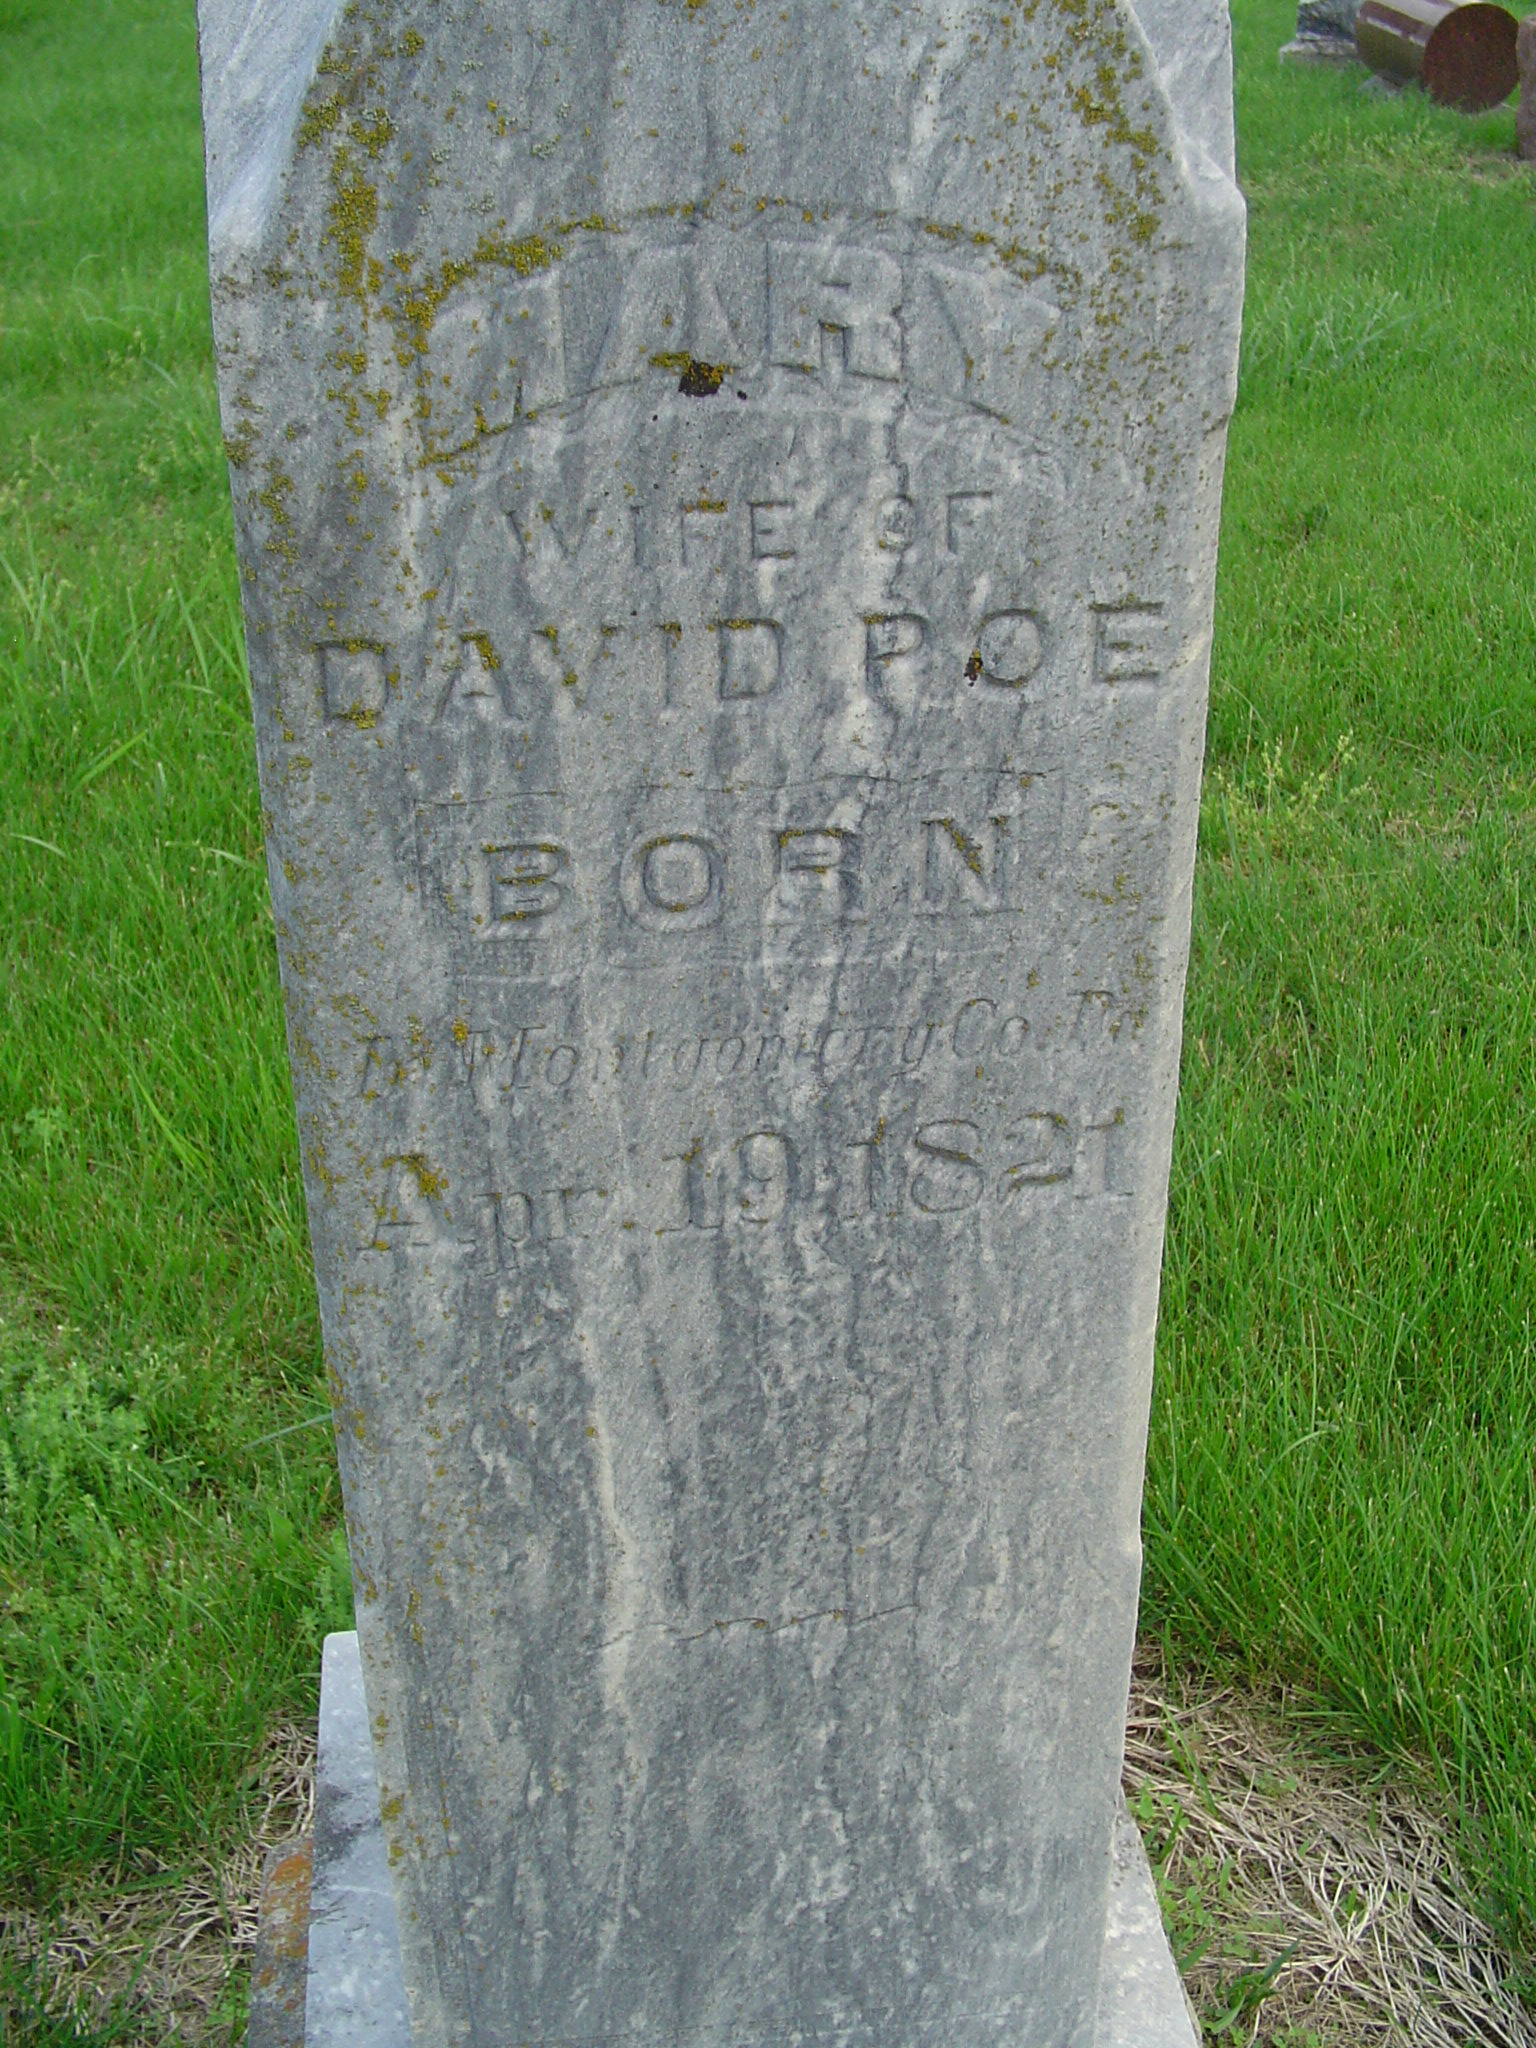 MARY
WIFE OF
DAVID POE
BORN
In Montgomery Co. Pa.
Apr. 19, 1821